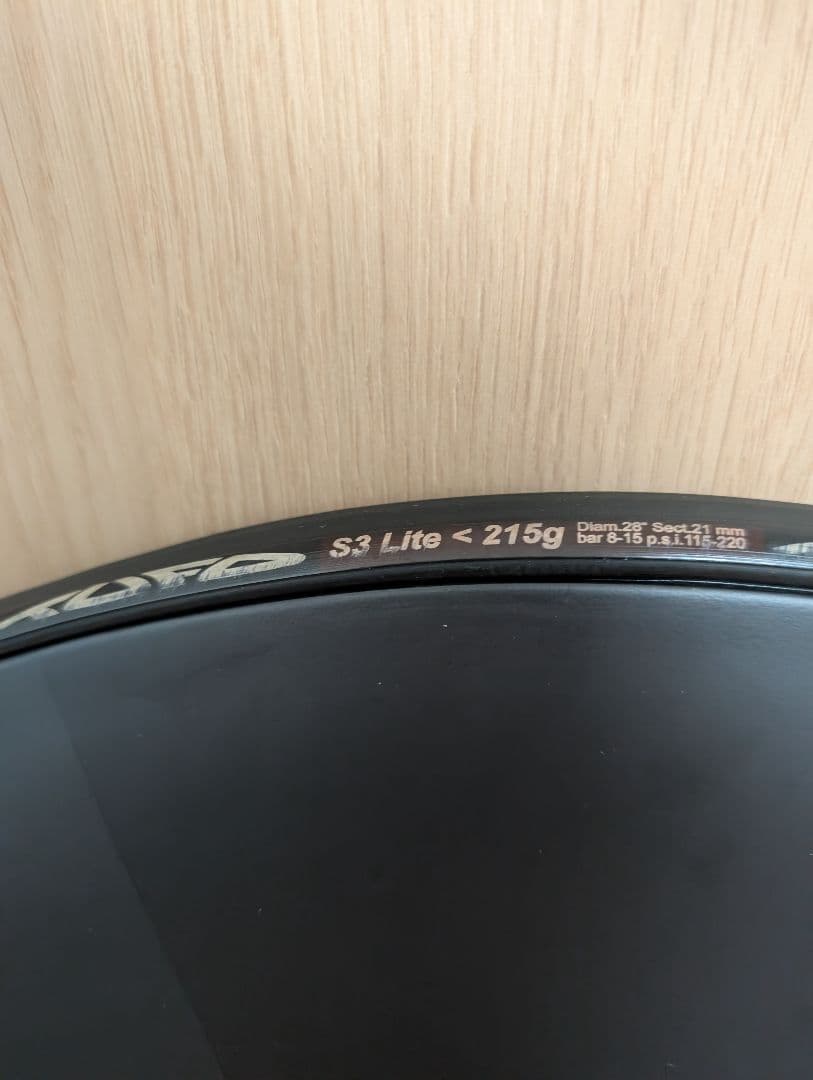 S3 Lite < 215g
Diam.28" Sect.21 mm
bar 8-15 p.s.i.115-220